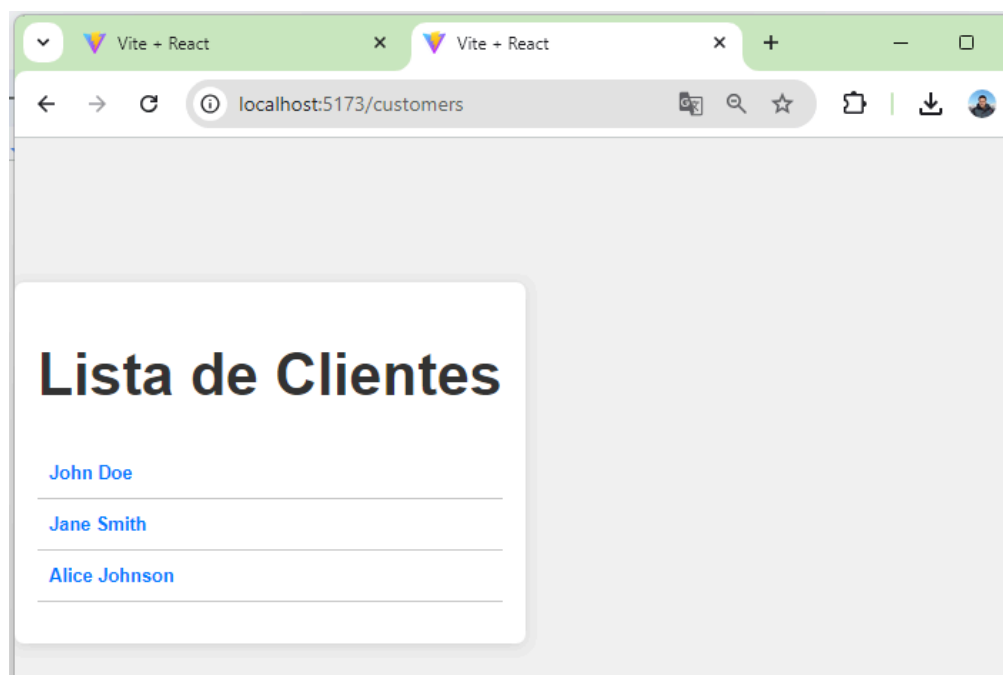 Vite + React
Vite + React
localhost:5173/customers
Lista de Clientes
John Doe
Jane Smith
Alice Johnson